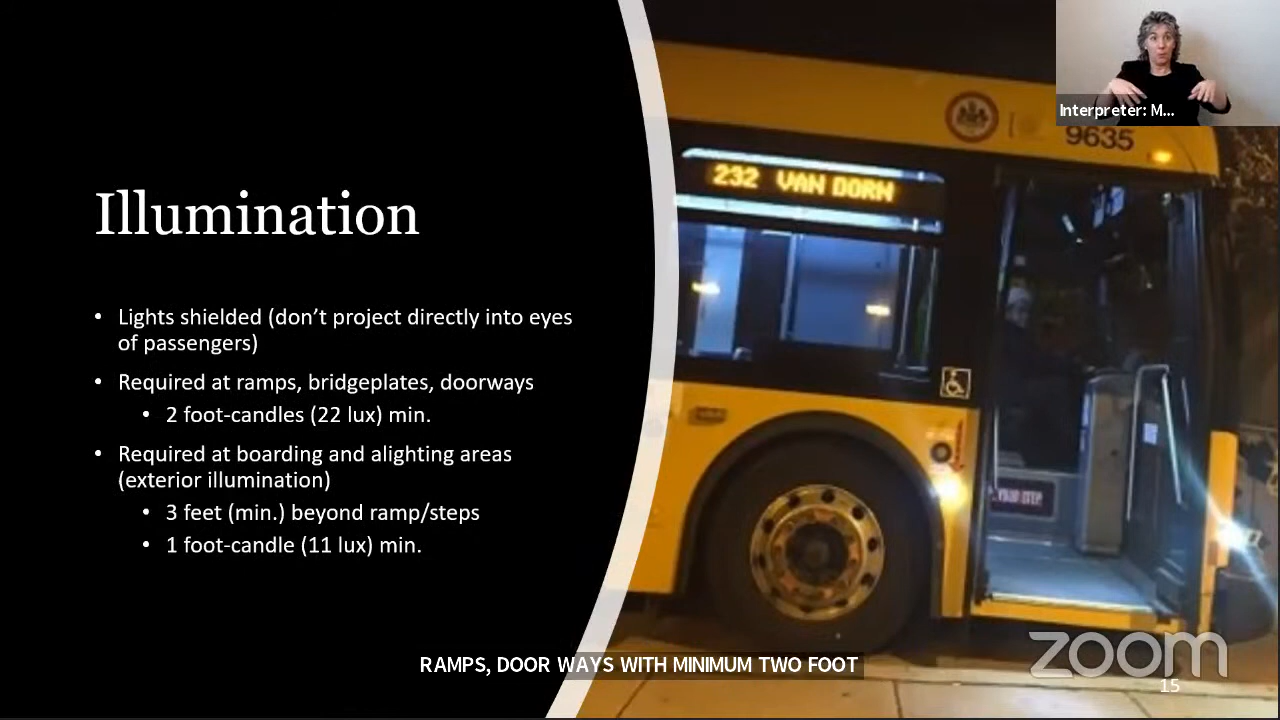 Interpreter: M...
9635
232 VAN DORN
Illumination
• Lights shielded (don’t project directly into eyes
of passengers)
• Required at ramps, bridgeplates, doorways
• 2 foot-candles (22 lux) min.
• Required at boarding and alighting areas
(exterior illumination)
• 3 feet (min.) beyond ramp/steps
• 1 foot-candle (11 lux) min.
YOUR STEP
RAMPS, DOOR WAYS WITH MINIMUM TWO FOOT
zoom
15